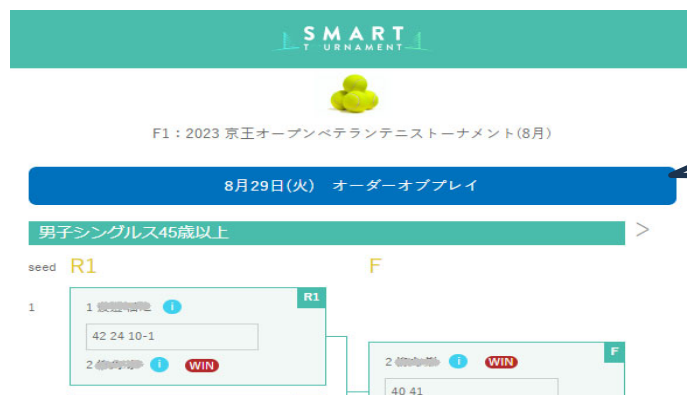 SMART
T URNAMENT
F1：2023 京王オープンベテランテニストーナメント(8月)
8月29日(火) オーダーオブプレイ
男子シングルス45歳以上
>
seed R1 F
1
1 i R1
42 24 10-1
2 i WIN
2 i WIN F
40 41